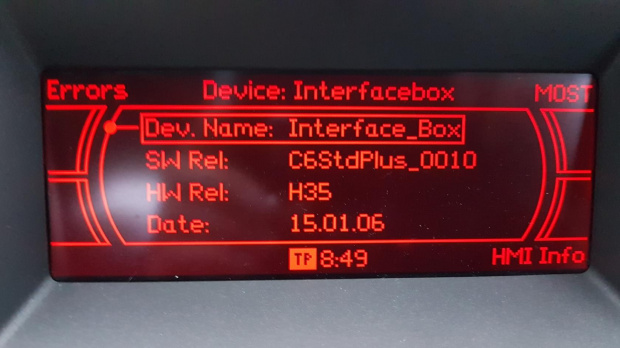 Errors Device: Interfacebox MOST
Dev. Name: Interface_Box
SW Rel: C6StdPlus_0010
HW Rel: H35
Date: 15.01.06
TP 8:49 HMI Info